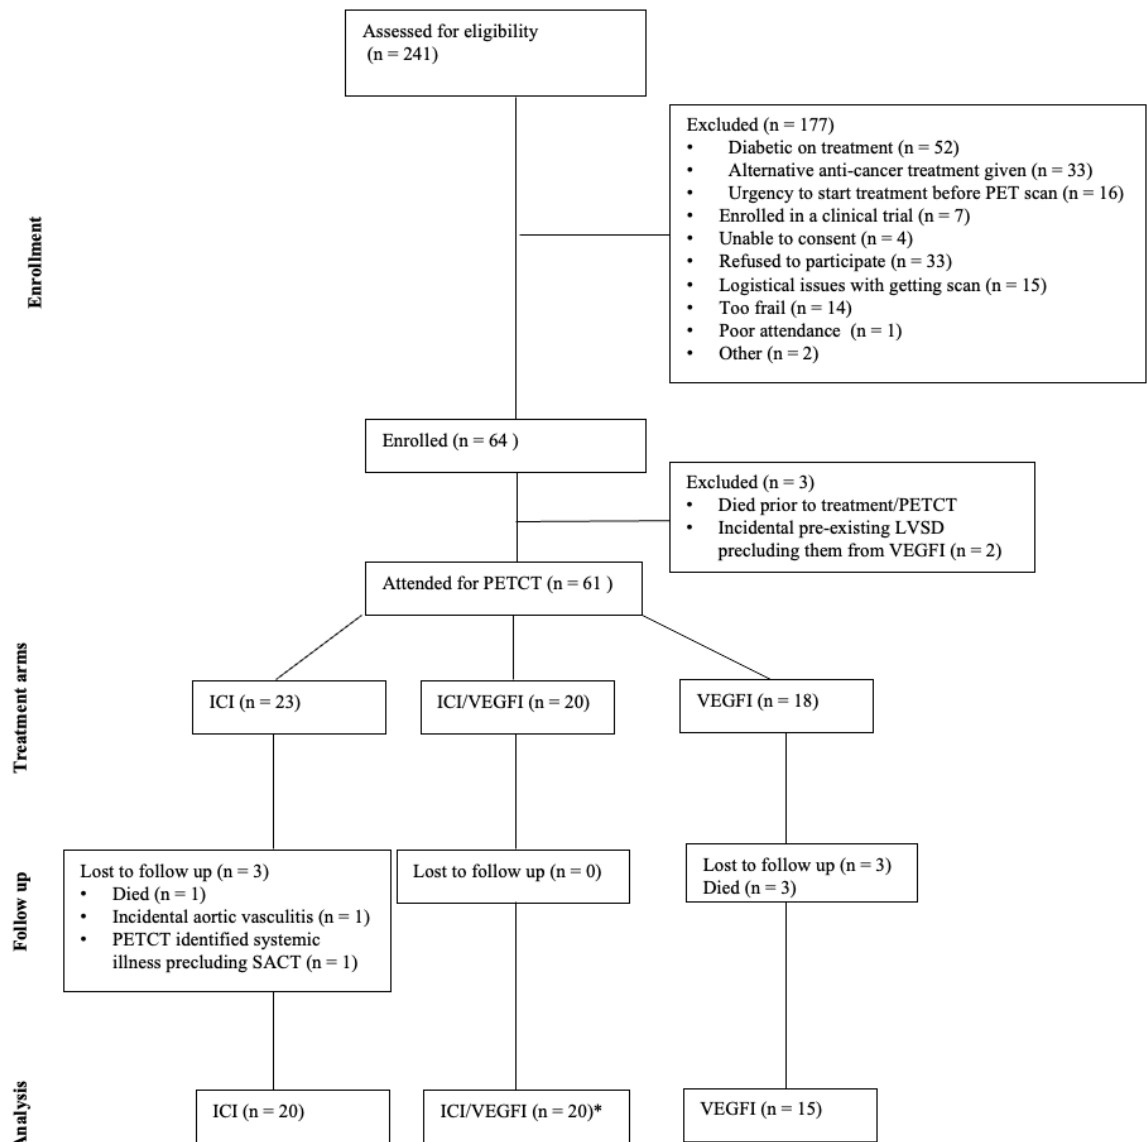 Assessed for eligibility
(n = 241)
Excluded (n = 177)
• Diabetic on treatment (n = 52)
• Alternative anti-cancer treatment given (n = 33)
• Urgency to start treatment before PET scan (n = 16)
• Enrolled in a clinical trial (n = 7)
• Unable to consent (n = 4)
• Refused to participate (n = 33)
• Logistical issues with getting scan (n = 15)
• Too frail (n = 14)
• Poor attendance (n = 1)
• Other (n = 2)
Enrollment
Enrolled (n = 64 )
Excluded (n = 3)
• Died prior to treatment/PETCT
• Incidental pre-existing LVSD
precluding them from VEGFI (n = 2)
Attended for PETCT (n = 61 )
Treatment arms
ICI (n = 23)
ICI/VEGFI (n = 20)
VEGFI (n = 18)
Follow up
Lost to follow up (n = 3)
• Died (n = 1)
• Incidental aortic vasculitis (n = 1)
• PETCT identified systemic
illness precluding SACT (n = 1)
Lost to follow up (n = 0)
Lost to follow up (n = 3)
Died (n = 3)
Analysis
ICI (n = 20)
ICI/VEGFI (n = 20)*
VEGFI (n = 15)